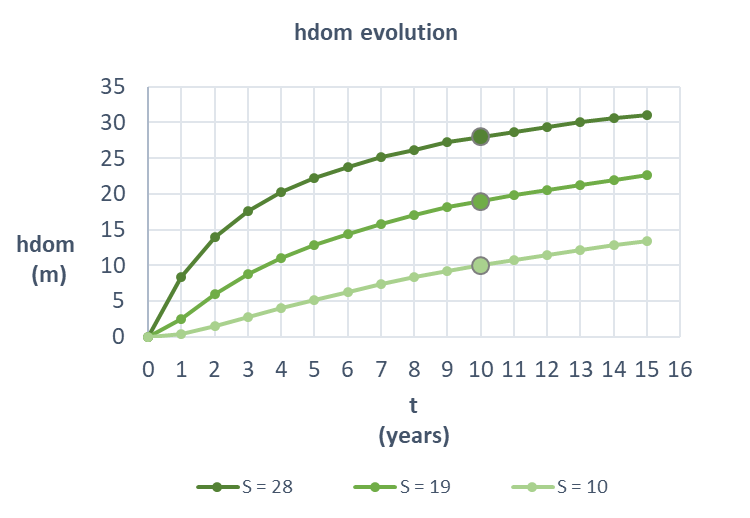 hdom evolution
35
30
25
20
15
10
5
0
hdom
(m)
0 1 2 3 4 5 6 7 8 9 10 11 12 13 14 15 16
t
(years)
S = 28 S = 19 S = 10